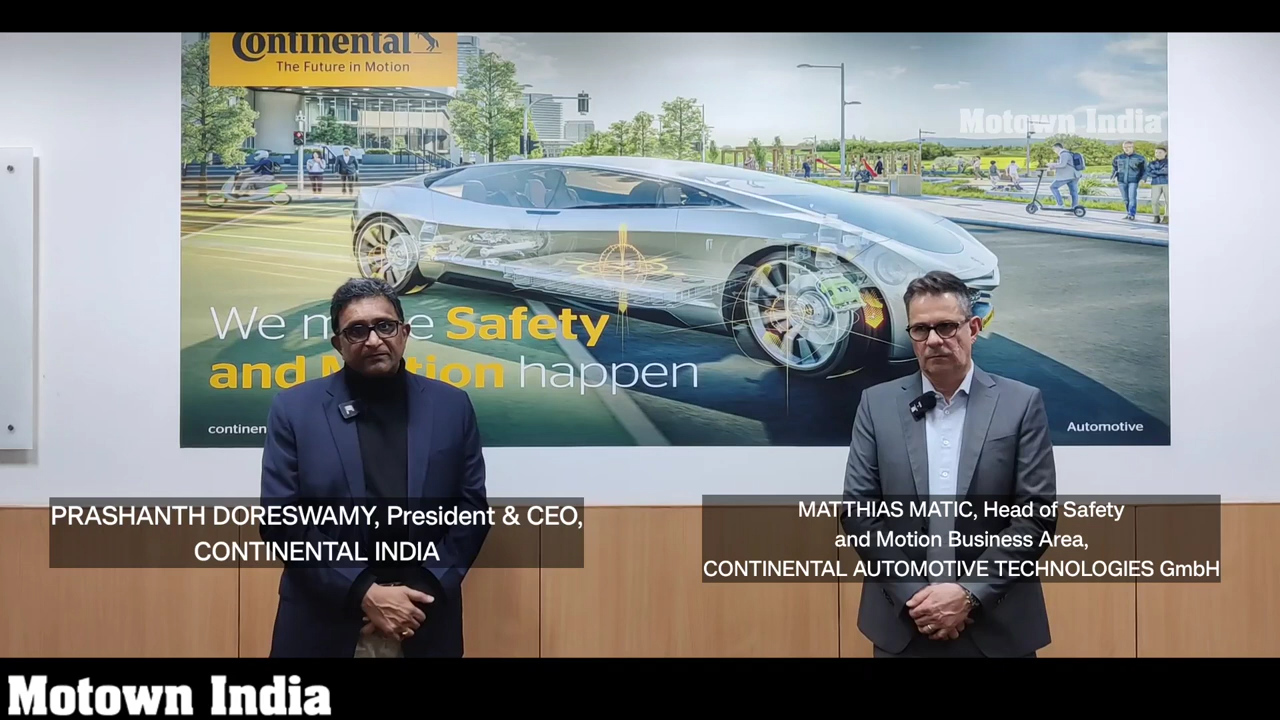 Continental
The Future in Motion
Motown India
We m e Safety
and M tion happen
continen
Automotive
PRASHANTH DORESWAMY, President & CEO,
CONTINENTAL INDIA
MATTHIAS MATIC, Head of Safety
and Motion Business Area,
CONTINENTAL AUTOMOTIVE TECHNOLOGIES GmbH
Motown India